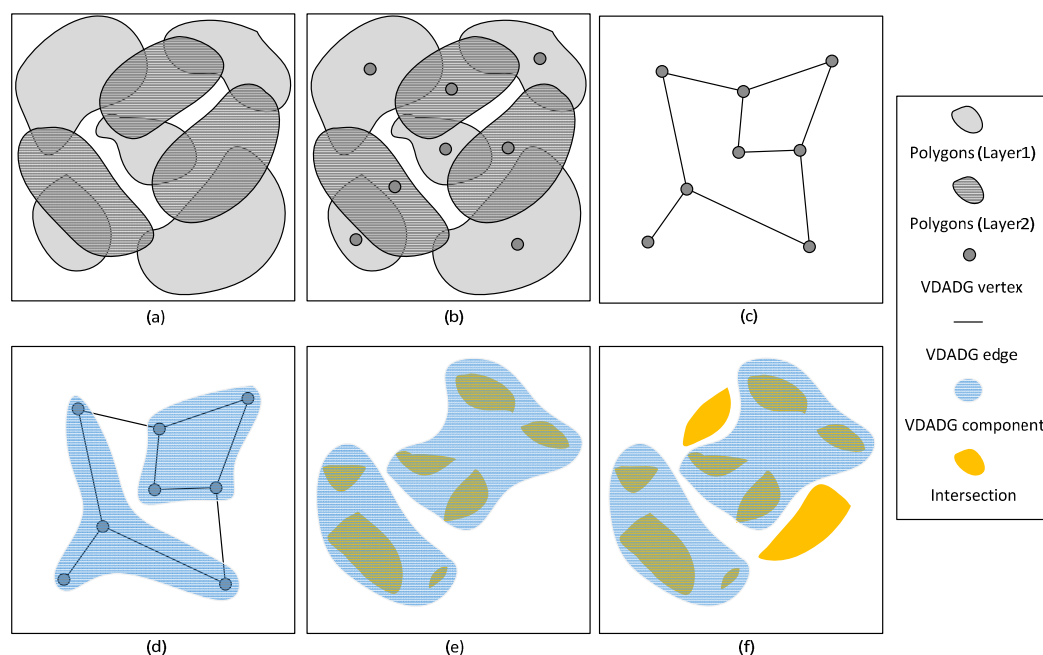 (a)
(b)
(c)
Polygons (Layer1)
Polygons (Layer2)
VDADG vertex
VDADG edge
VDADG component
Intersection
(d)
(e)
(f)